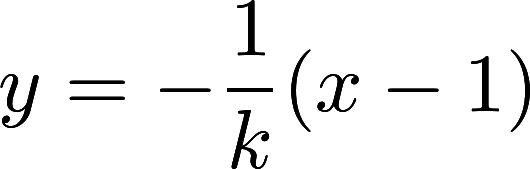 y = -\frac{1}{k}(x - 1)